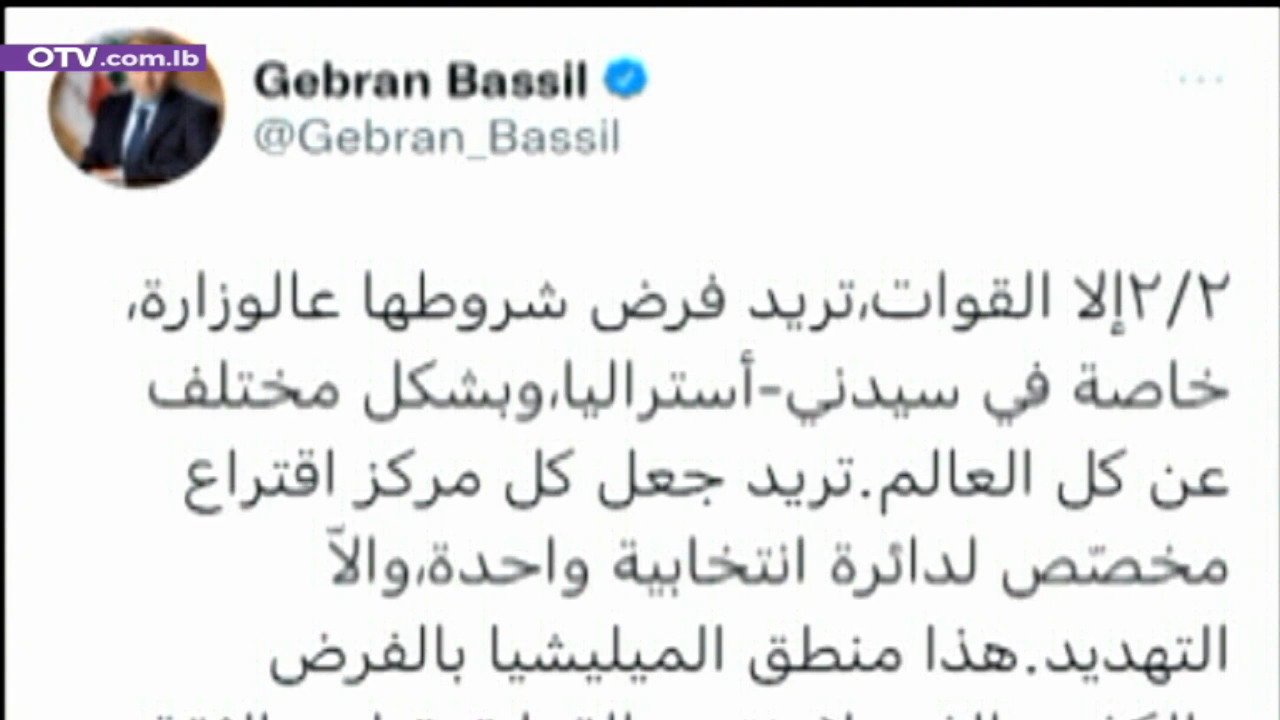 OTV.com.lb
Gebran Bassil
@Gebran_Bassil
٢/٢إلا القوات،تريد فرض شروطها عالوزارة،
خاصة في سيدني-أستراليا،وبشكل مختلف
عن كل العالم.تريد جعل كل مركز اقتراع
مخصّص لدائرة انتخابية واحدة،والآ
التهديد.هذا منطق الميليشيا بالفرض